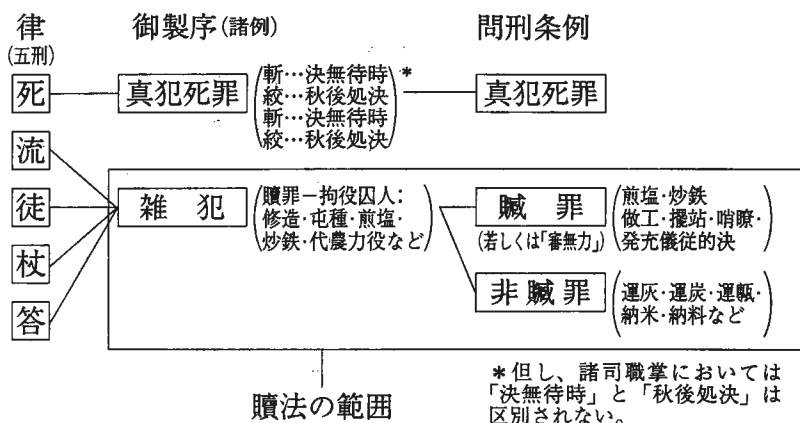 律 御製序(諸例) 問刑条例
(五刑)
死 真犯死罪 斬…決無待時 * 真犯死罪
絞…秋後処決
斬…決無待時
絞…秋後処決
流
徒 雑 犯 贖罪−拘役囚人:
修造・屯種・煎塩・
炒鉄・代農力役など
贓 罪 煎塩・炒鉄
(若しくは「審無力」) 做工・擺站・哨瞭・
発充儀従的決
杖
非贓罪 運灰・運炭・運甎・
納米・納料など
笞
贖法の範囲
*但し、諸司職掌においては
「決無待時」と「秋後処決」は
区別されない。